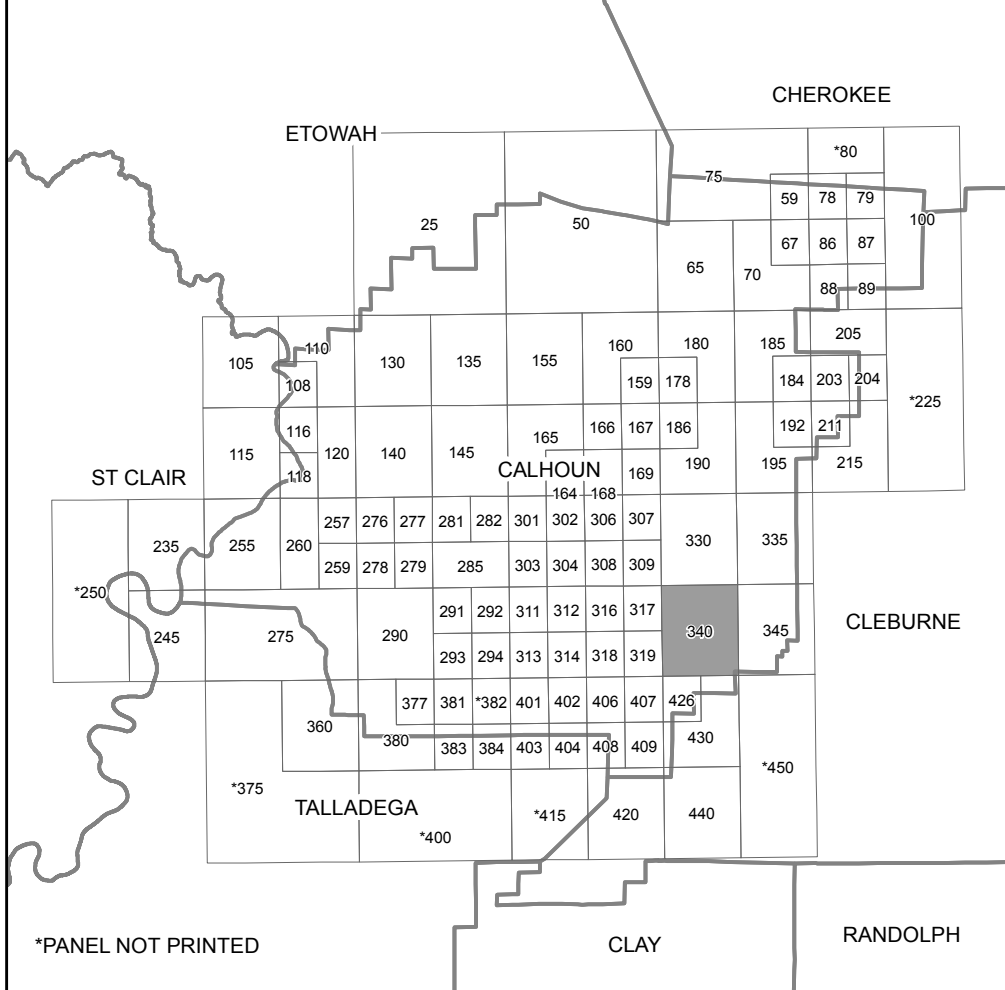 CHEROKEE
ETOWAH
*80
75
59 78 79
25 50 100
67 86 87
65 70
88 89
110 160 180 185 205
105 130 135 155
108 159 178 184 203 204
*225
116 166 167 186 192 211
115 120 140 145 165
CALHOUN 169 190 195 215
ST CLAIR 118
164 168
257 276 277 281 282 301 302 306 307
235 255 260 330 335
259 278 279 285 303 304 308 309
*250
291 292 311 312 316 317
245 275 290 340 345 CLEBURNE
293 294 313 314 318 319
377 381 *382 401 402 406 407 426
360
380 383 384 403 404 408 409 430
*375 *450
TALLADEGA *415 420 440
*400
*PANEL NOT PRINTED CLAY RANDOLPH